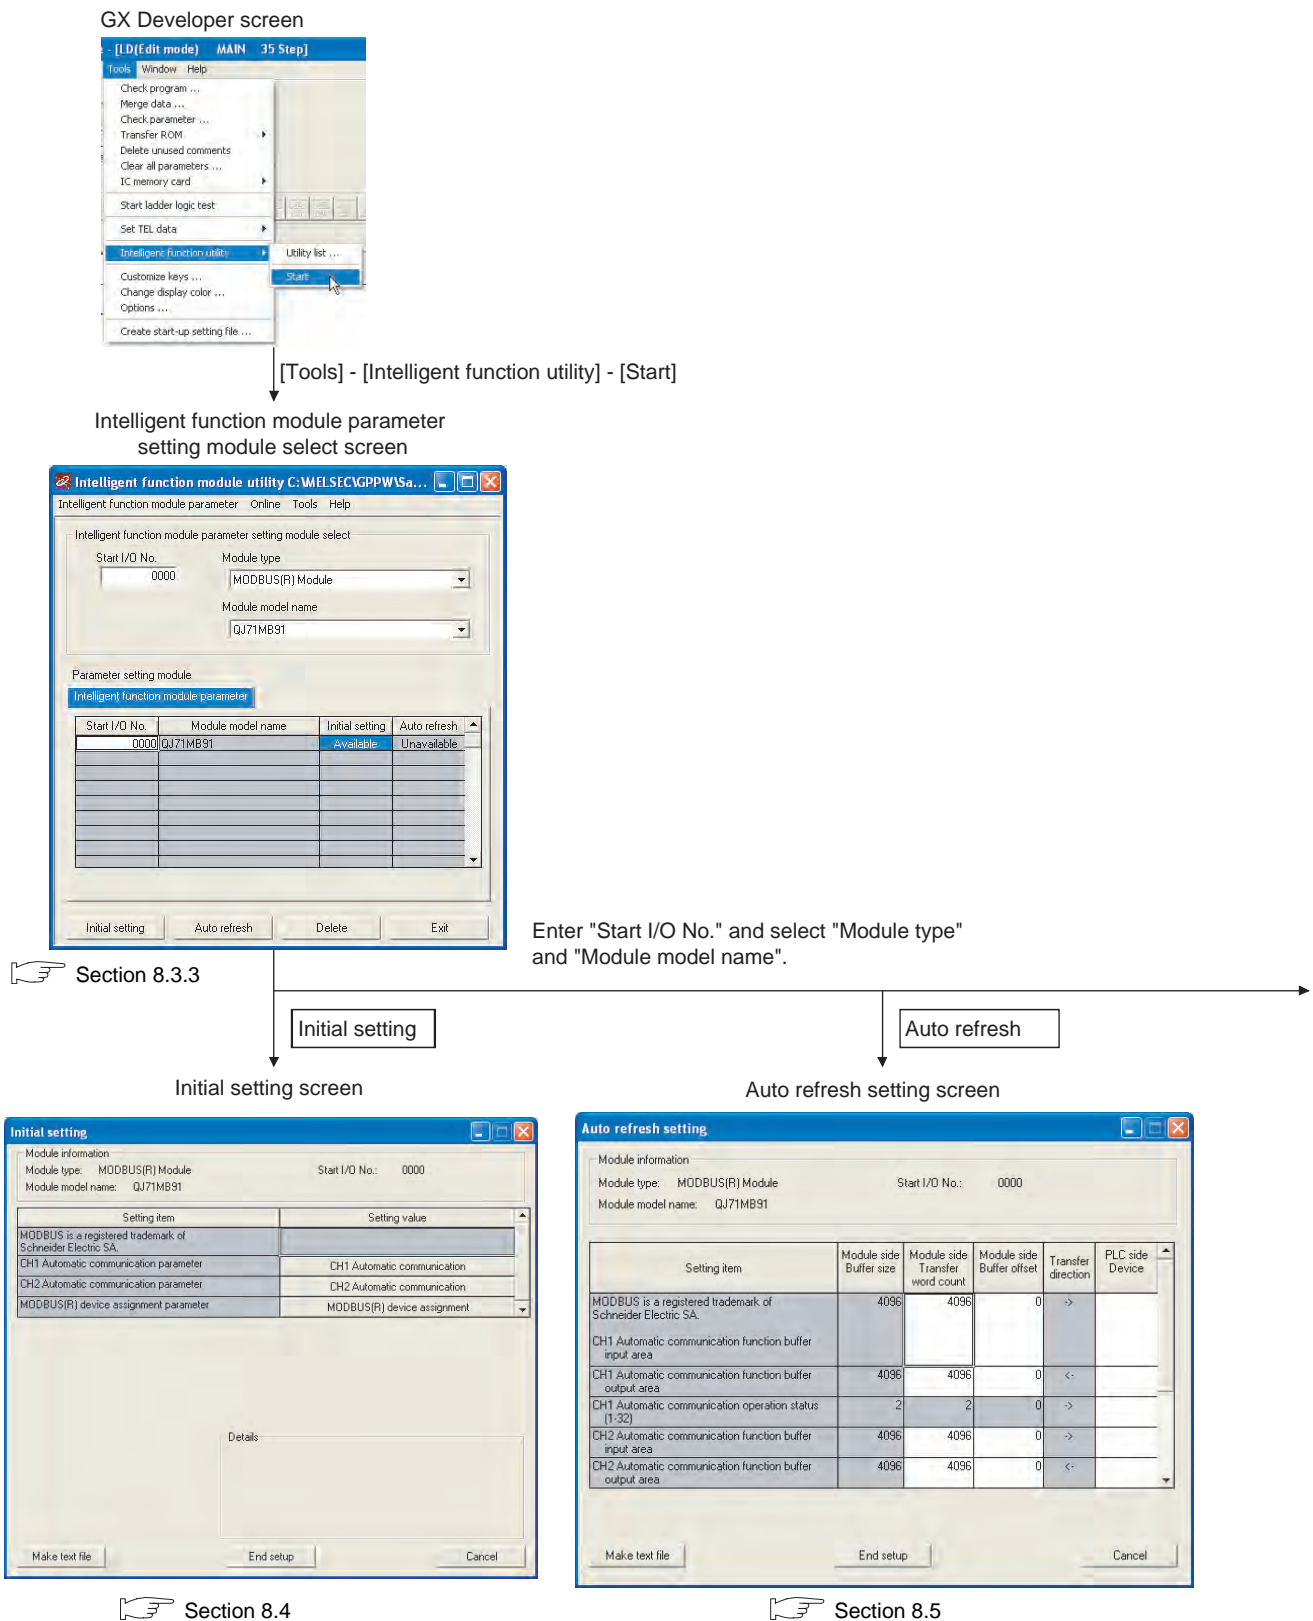 GX Developer screen
- [LD(Edit mode)   MAIN   35 Step]
Tools   Window   Help
Check program ...
Merge data ...
Check parameter ...
Transfer ROM
Delete unused comments
Clear all parameters ...
IC memory card
Start ladder logic test
Set TEL data
Intelligent function utility
Utility list ...
Start
Customize keys ...
Change display color ...
Options ...
Create start-up setting file ...
[Tools] - [Intelligent function utility] - [Start]
Intelligent function module parameter
setting module select screen
Intelligent function module utility C:\MELSEC\GPPW\Sa...
Intelligent function module parameter   Online   Tools   Help
Intelligent function module parameter setting module select
Start I/O No.   Module type
0000   MODBUS(R) Module
Module model name
QJ71MB91
Parameter setting module
Intelligent function module parameter
Start I/O No.   Module model name   Initial setting   Auto refresh
0000   QJ71MB91   Available   Unavailable
Initial setting   Auto refresh   Delete   Exit
Enter "Start I/O No." and select "Module type"
and "Module model name".
Section 8.3.3
Initial setting
Auto refresh
Initial setting screen
Auto refresh setting screen
Initial setting
Module information
Module type:   MODBUS(R) Module   Start I/O No.:   0000
Module model name:   QJ71MB91
Setting item   Setting value
MODBUS is a registered trademark of
Schneider Electric SA.
CH1 Automatic communication parameter   CH1 Automatic communication
CH2 Automatic communication parameter   CH2 Automatic communication
MODBUS(R) device assignment parameter   MODBUS(R) device assignment
Details
Make text file   End setup   Cancel
Section 8.4
Auto refresh setting
Module information
Module type:   MODBUS(R) Module   Start I/O No.:   0000
Module model name:   QJ71MB91
Setting item   Module side Buffer size   Module side Transfer word count   Module side Buffer offset   Transfer direction   PLC side Device
MODBUS is a registered trademark of   4096   4096   0   ->
Schneider Electric SA.
CH1 Automatic communication function buffer
input area
CH1 Automatic communication function buffer   4096   4096   0   <-
output area
CH1 Automatic communication operation status   2   2   0   ->
(1-32)
CH2 Automatic communication function buffer   4096   4096   0   ->
input area
CH2 Automatic communication function buffer   4096   4096   0   <-
output area
Make text file   End setup   Cancel
Section 8.5